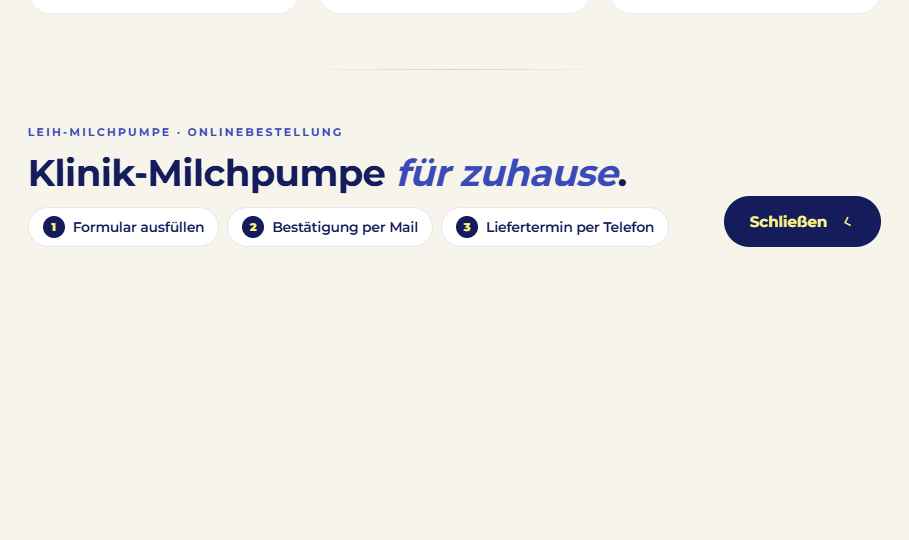 LEIH-MILCHPUMPE · ONLINEBESTELLUNG
Klinik-Milchpumpe für zuhause.
1 Formular ausfüllen
2 Bestätigung per Mail
3 Liefertermin per Telefon
Schließen